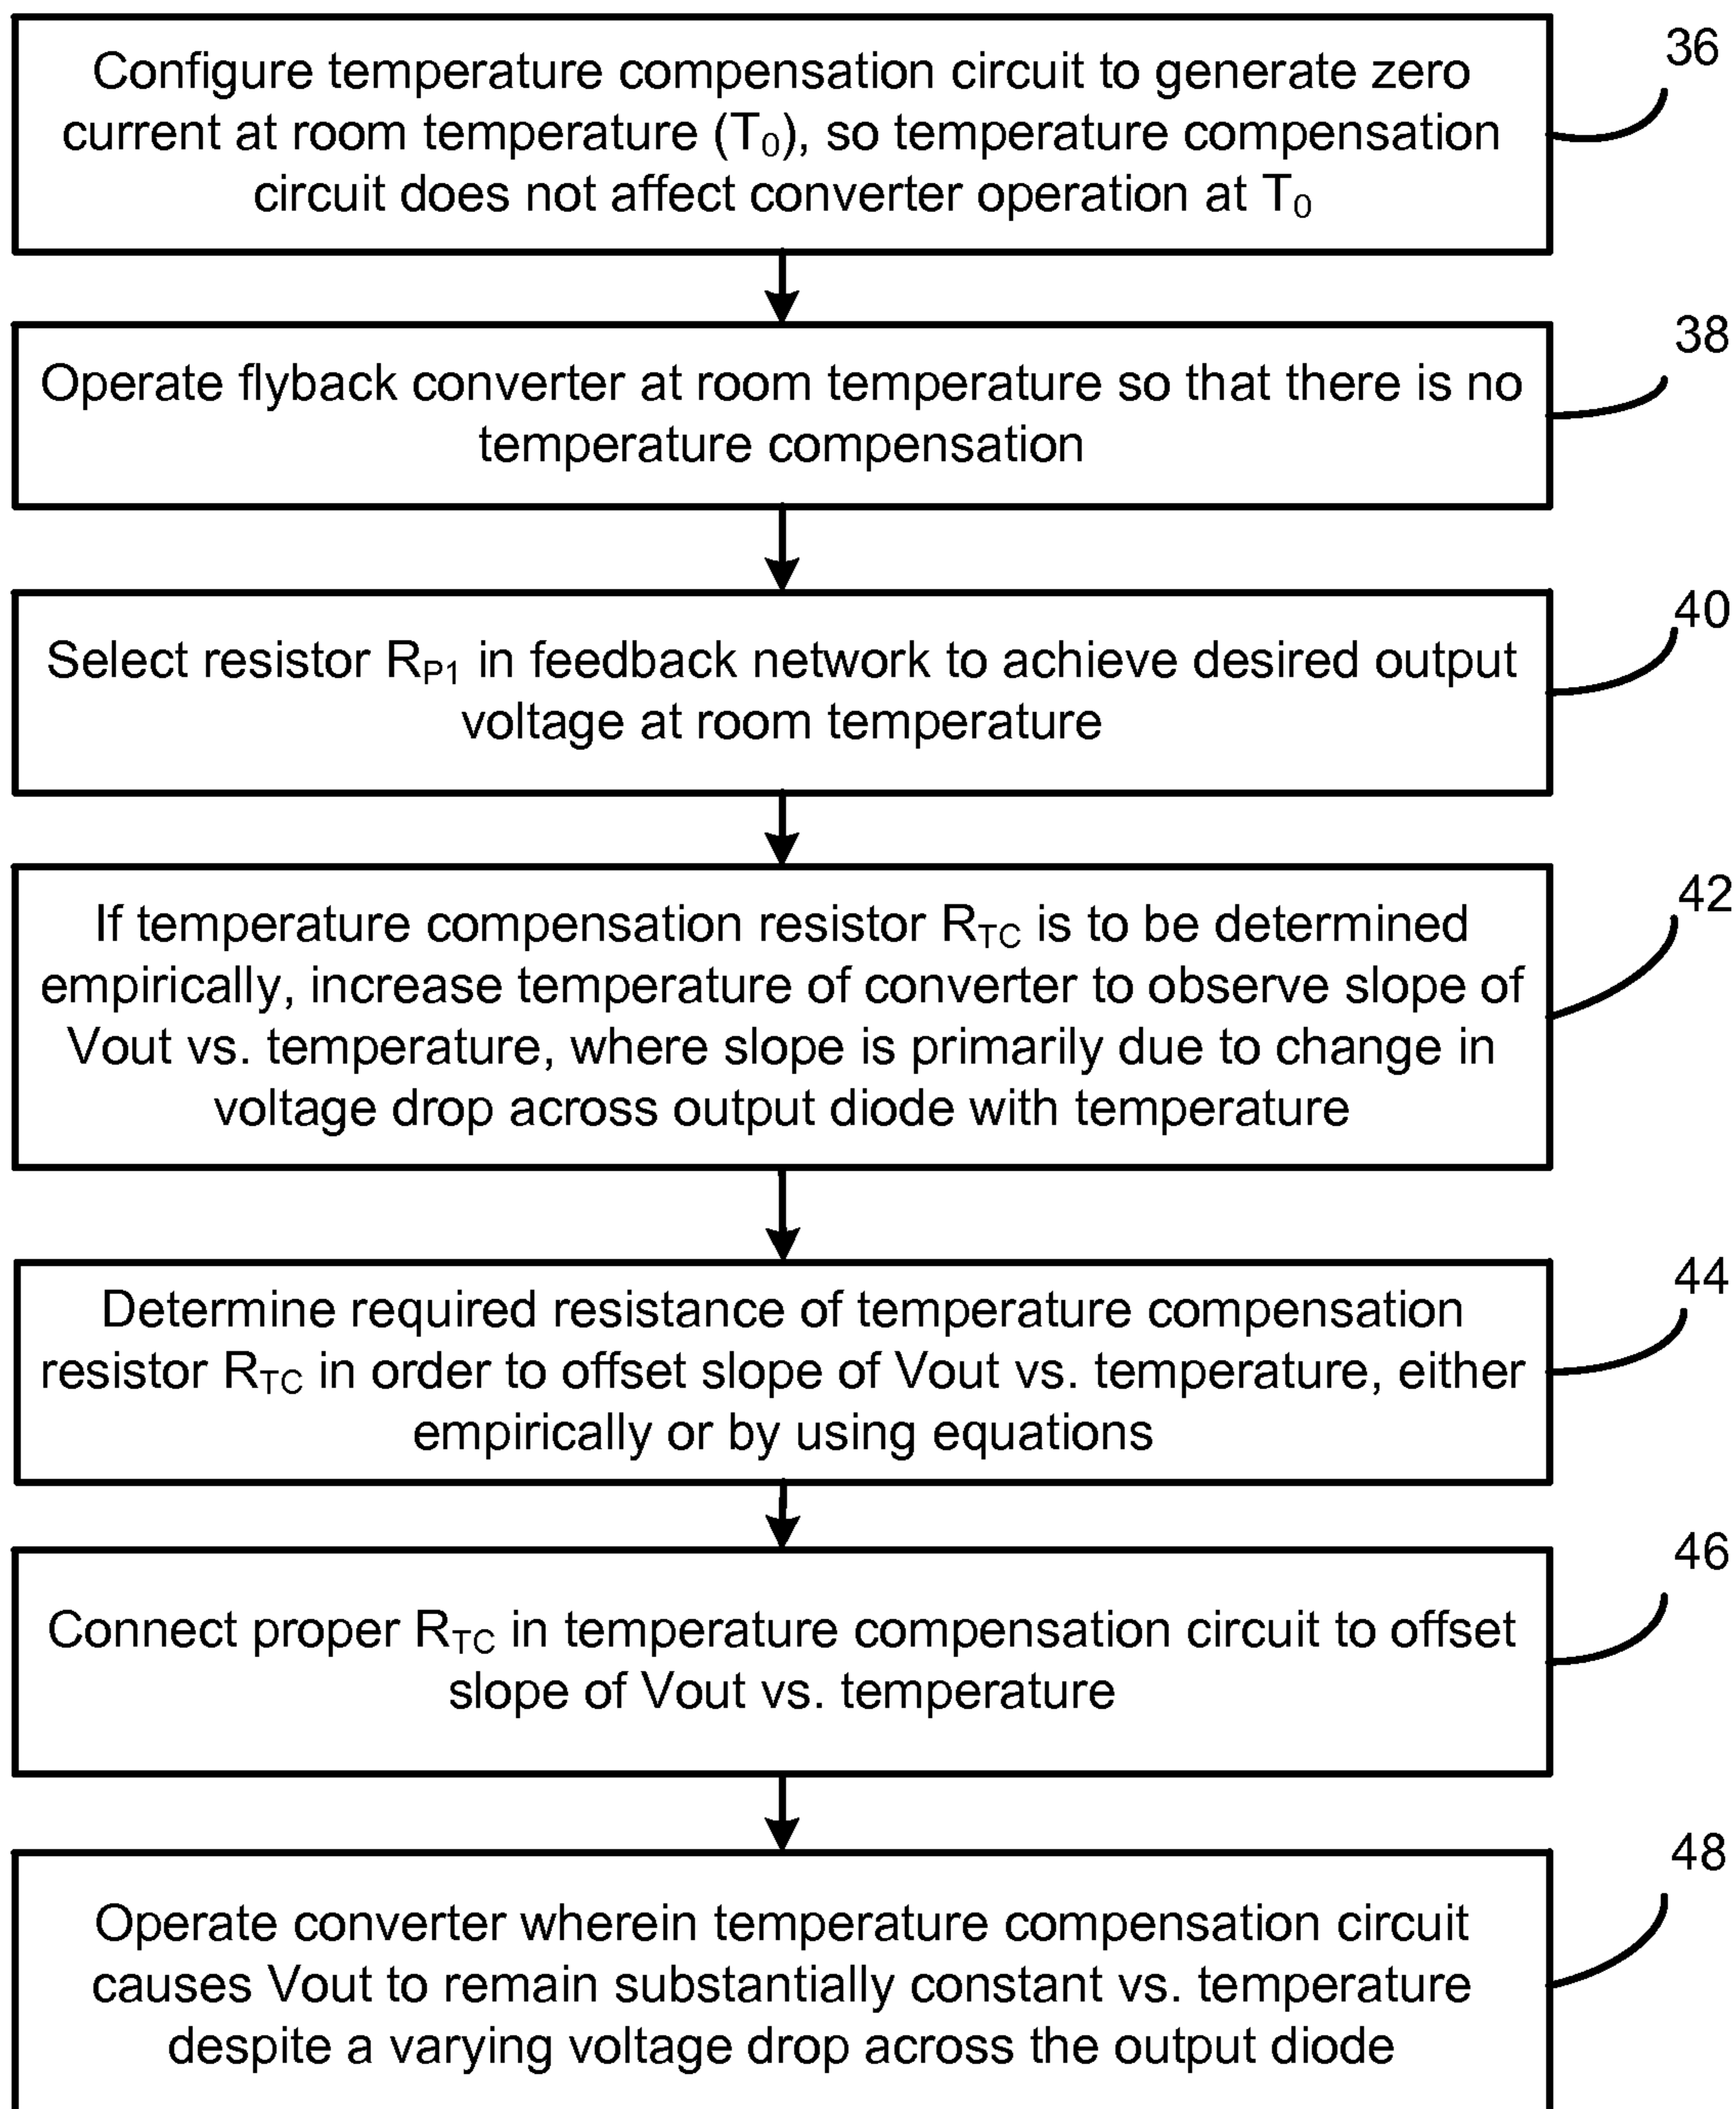 36
Configure temperature compensation circuit to generate zero
current at room temperature (T₀), so temperature compensation
circuit does not affect converter operation at T₀
38
Operate flyback converter at room temperature so that there is no
temperature compensation
40
Select resistor R_P1 in feedback network to achieve desired output
voltage at room temperature
42
If temperature compensation resistor R_TC is to be determined
empirically, increase temperature of converter to observe slope of
Vout vs. temperature, where slope is primarily due to change in
voltage drop across output diode with temperature
44
Determine required resistance of temperature compensation
resistor R_TC in order to offset slope of Vout vs. temperature, either
empirically or by using equations
46
Connect proper R_TC in temperature compensation circuit to offset
slope of Vout vs. temperature
48
Operate converter wherein temperature compensation circuit
causes Vout to remain substantially constant vs. temperature
despite a varying voltage drop across the output diode